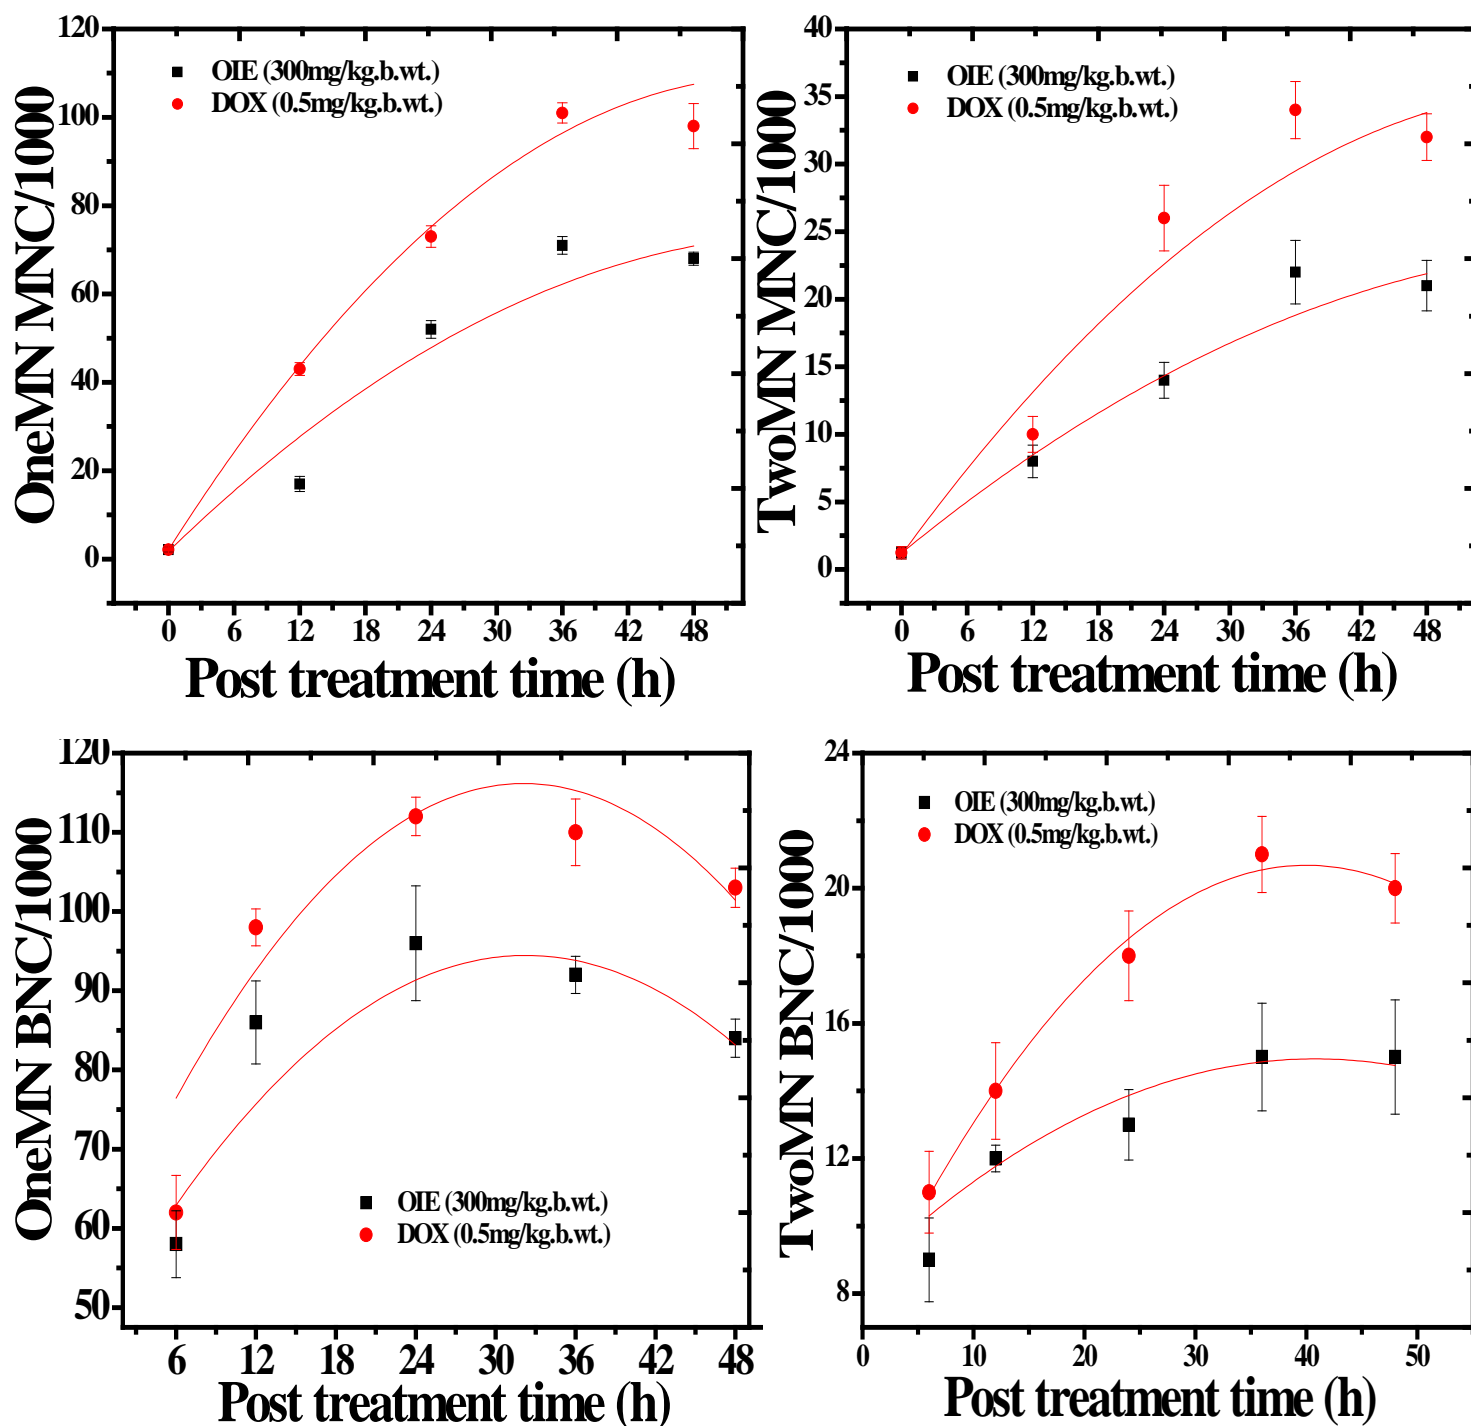 OneMN MNC/1000
120
100
80
60
40
20
0
OIE (300mg/kg.b.wt.)
DOX (0.5mg/kg.b.wt.)
0 6 12 18 24 30 36 42 48
Post treatment time (h)
TwoMN MNC/1000
40
35
30
25
20
15
10
5
0
OIE (300mg/kg.b.wt.)
DOX (0.5mg/kg.b.wt.)
0 6 12 18 24 30 36 42 48
Post treatment time (h)
OneMN BNC/1000
120
110
100
90
80
70
60
50
OIE (300mg/kg.b.wt.)
DOX (0.5mg/kg.b.wt.)
6 12 18 24 30 36 42 48
Post treatment time (h)
TwoMN BNC/1000
24
20
16
12
8
OIE (300mg/kg.b.wt.)
DOX (0.5mg/kg.b.wt.)
0 10 20 30 40 50
Post treatment time (h)